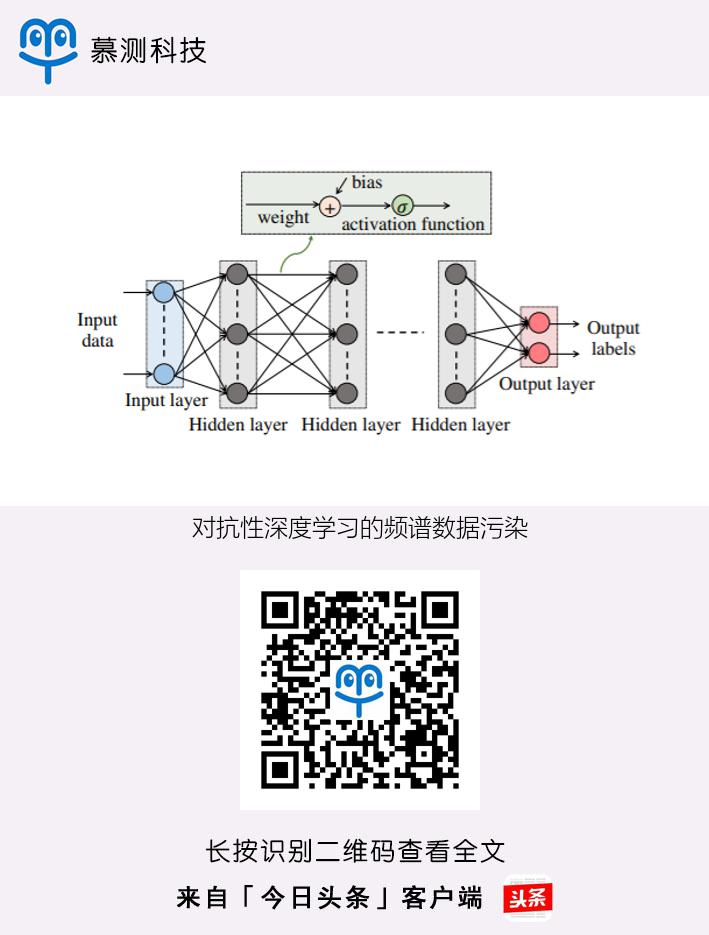 慕测科技
bias
+
σ
weight
activation function
Input
data
Output
labels
Input layer
Output layer
Hidden layer
Hidden layer
Hidden layer
对抗性深度学习的频谱数据污染
长按识别二维码查看全文
来自「今日头条」客户端
头条